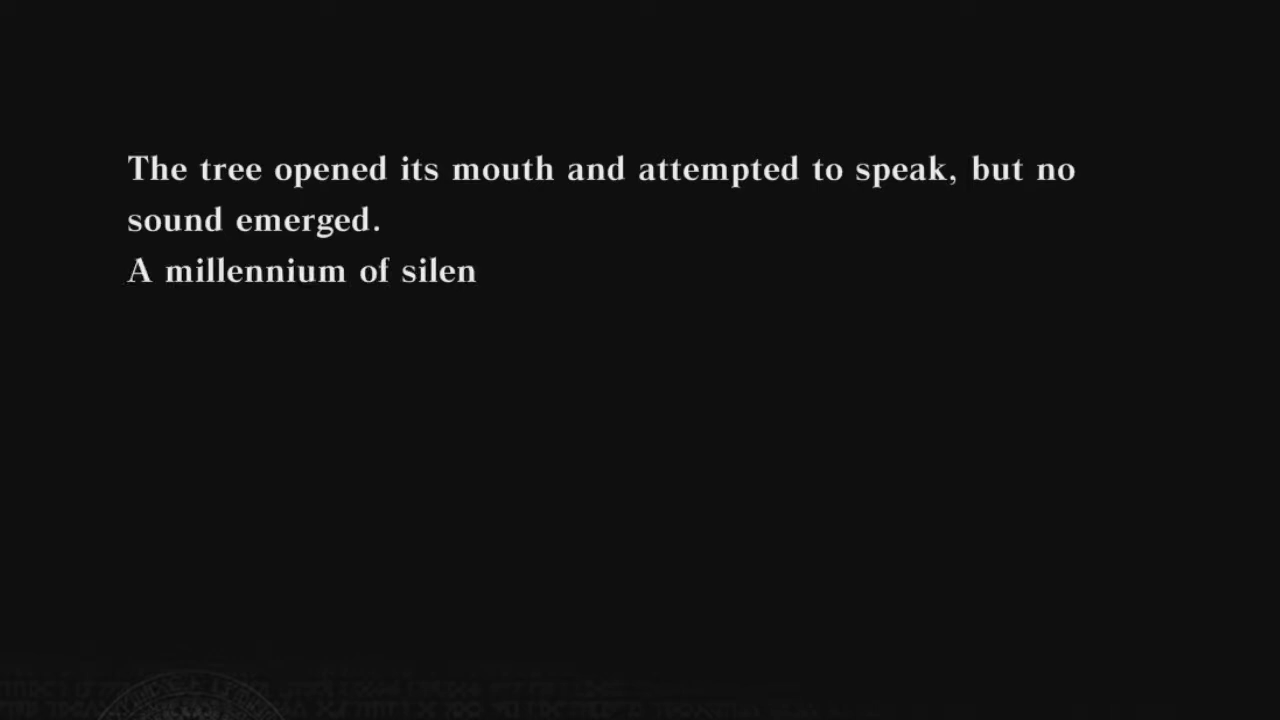 The tree opened its mouth and attempted to speak, but no
sound emerged.
A millennium of silen